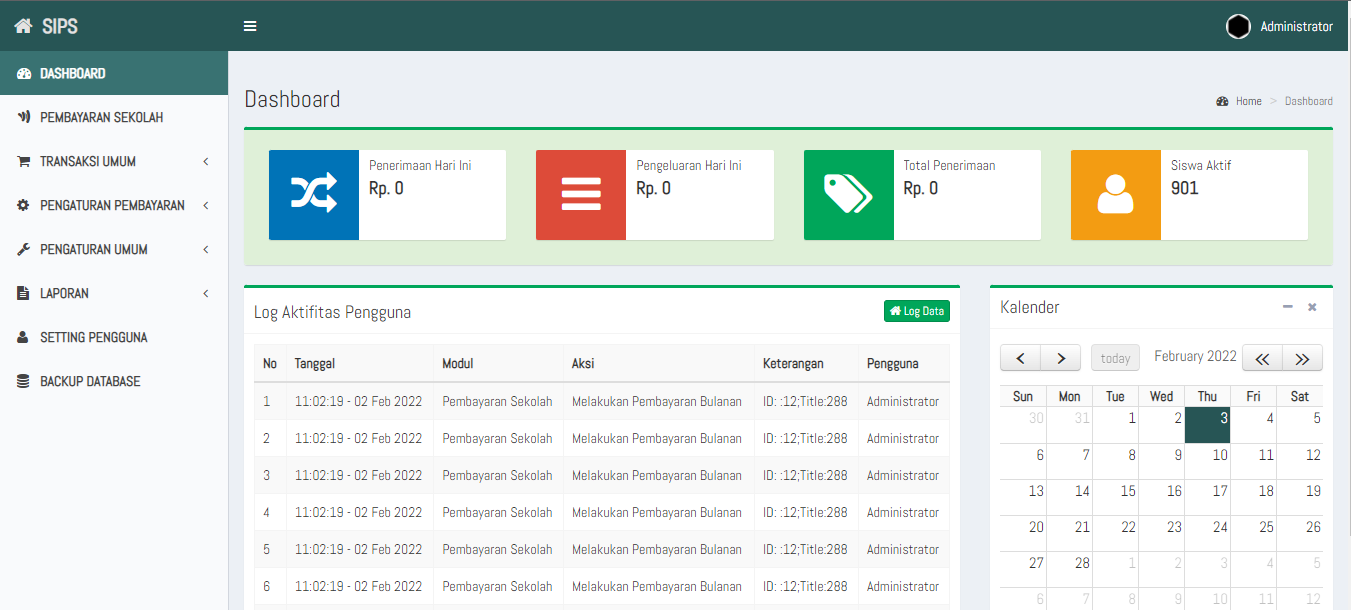 SIPS
Administrator
DASHBOARD
PEMBAYARAN SEKOLAH
TRANSAKSI UMUM
PENGATURAN PEMBAYARAN
PENGATURAN UMUM
LAPORAN
SETTING PENGGUNA
BACKUP DATABASE
Dashboard
Home > Dashboard
Penerimaan Hari Ini
Rp. 0
Pengeluaran Hari Ini
Rp. 0
Total Penerimaan
Rp. 0
Siswa Aktif
901
Log Aktifitas Pengguna
Log Data
No Tanggal Modul Aksi Keterangan Pengguna
1 11:02:19 - 02 Feb 2022 Pembayaran Sekolah Melakukan Pembayaran Bulanan ID: :12;Title:288 Administrator
2 11:02:19 - 02 Feb 2022 Pembayaran Sekolah Melakukan Pembayaran Bulanan ID: :12;Title:288 Administrator
3 11:02:19 - 02 Feb 2022 Pembayaran Sekolah Melakukan Pembayaran Bulanan ID: :12;Title:288 Administrator
4 11:02:19 - 02 Feb 2022 Pembayaran Sekolah Melakukan Pembayaran Bulanan ID: :12;Title:288 Administrator
5 11:02:19 - 02 Feb 2022 Pembayaran Sekolah Melakukan Pembayaran Bulanan ID: :12;Title:288 Administrator
6 11:02:19 - 02 Feb 2022 Pembayaran Sekolah Melakukan Pembayaran Bulanan ID: :12;Title:288 Administrator
Kalender
today February 2022
Sun Mon Tue Wed Thu Fri Sat
30 31 1 2 3 4 5
6 7 8 9 10 11 12
13 14 15 16 17 18 19
20 21 22 23 24 25 26
27 28 1 2 3 4 5
6 7 8 9 10 11 12